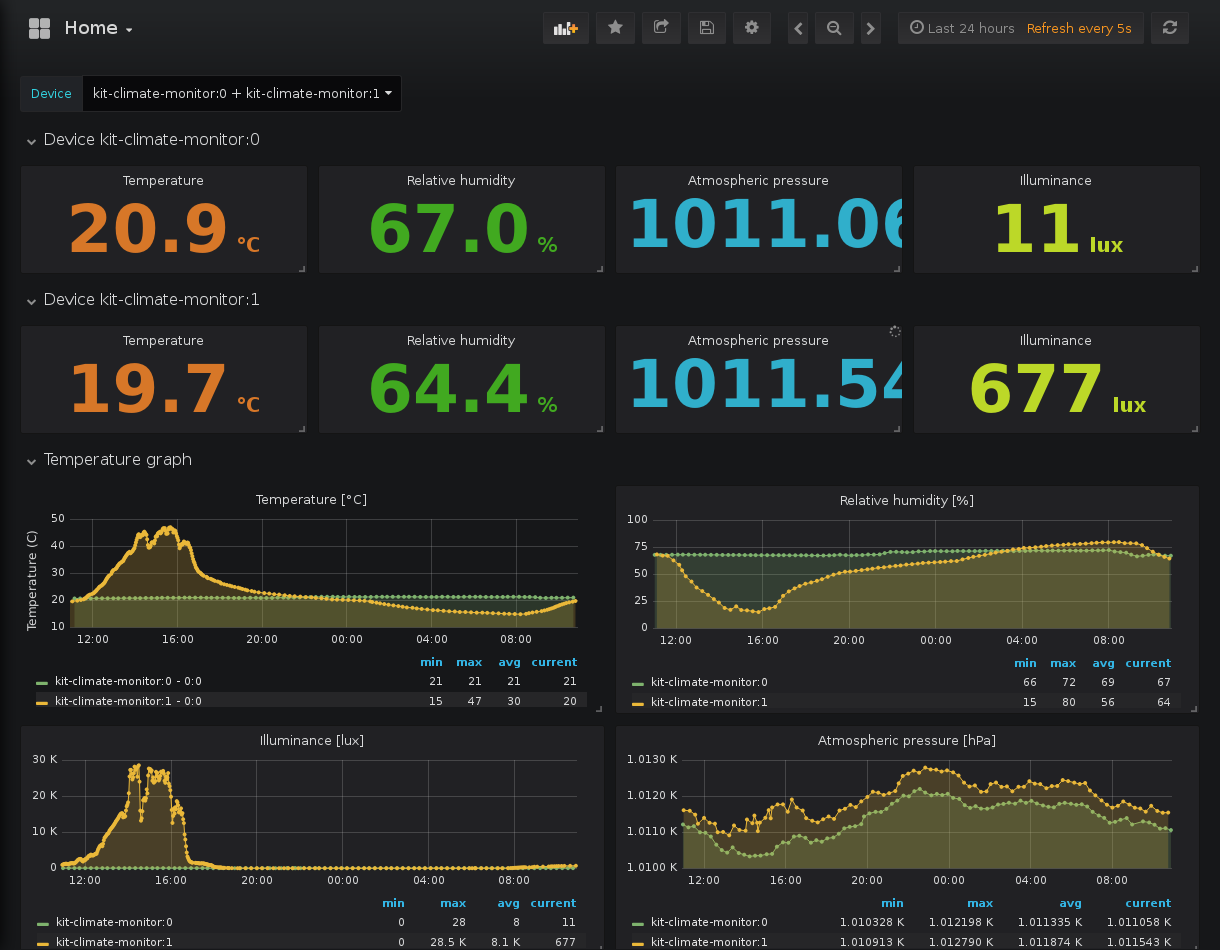 Home
Last 24 hours Refresh every 5s
Device kit-climate-monitor:0 + kit-climate-monitor:1
Device kit-climate-monitor:0
Temperature Relative humidity Atmospheric pressure Illuminance
20.9 °C 67.0 % 1011.06 11 lux
Device kit-climate-monitor:1
Temperature Relative humidity Atmospheric pressure Illuminance
19.7 °C 64.4 % 1011.54 677 lux
Temperature graph
Temperature [°C]
Temperature (C)
50
40
30
20
10
12:00 16:00 20:00 00:00 04:00 08:00
min max avg current
kit-climate-monitor:0 - 0:0 21 21 21 21
kit-climate-monitor:1 - 0:0 15 47 30 20
Relative humidity [%]
100
75
50
25
0
12:00 16:00 20:00 00:00 04:00 08:00
min max avg current
kit-climate-monitor:0 66 72 69 67
kit-climate-monitor:1 15 80 56 64
Illuminance [lux]
30 K
20 K
10 K
0
12:00 16:00 20:00 00:00 04:00 08:00
min max avg current
kit-climate-monitor:0 0 28 8 11
kit-climate-monitor:1 0 28.5 K 8.1 K 677
Atmospheric pressure [hPa]
1.0130 K
1.0120 K
1.0110 K
1.0100 K
12:00 16:00 20:00 00:00 04:00 08:00
min max avg current
kit-climate-monitor:0 1.010328 K 1.012198 K 1.011335 K 1.011058 K
kit-climate-monitor:1 1.010913 K 1.012790 K 1.011874 K 1.011543 K